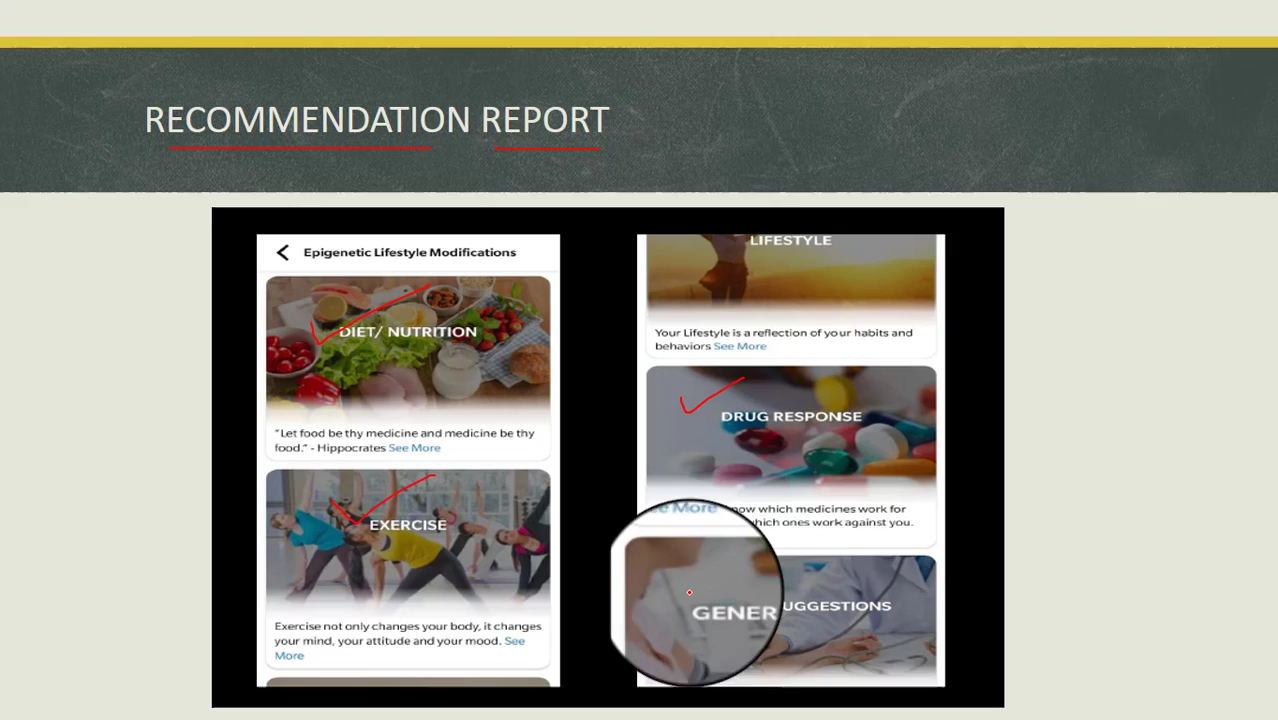 RECOMMENDATION REPORT
Epigenetic Lifestyle Modifications
DIET/ NUTRITION
"Let food be thy medicine and medicine be thy
food." - Hippocrates See More
EXERCISE
Exercise not only changes your body, it changes
your mind, your attitude and your mood. See
More
LIFESTYLE
Your Lifestyle is a reflection of your habits and
behaviors See More
DRUG RESPONSE
See More now which medicines work for
which ones work against you.
GENER UGGESTIONS